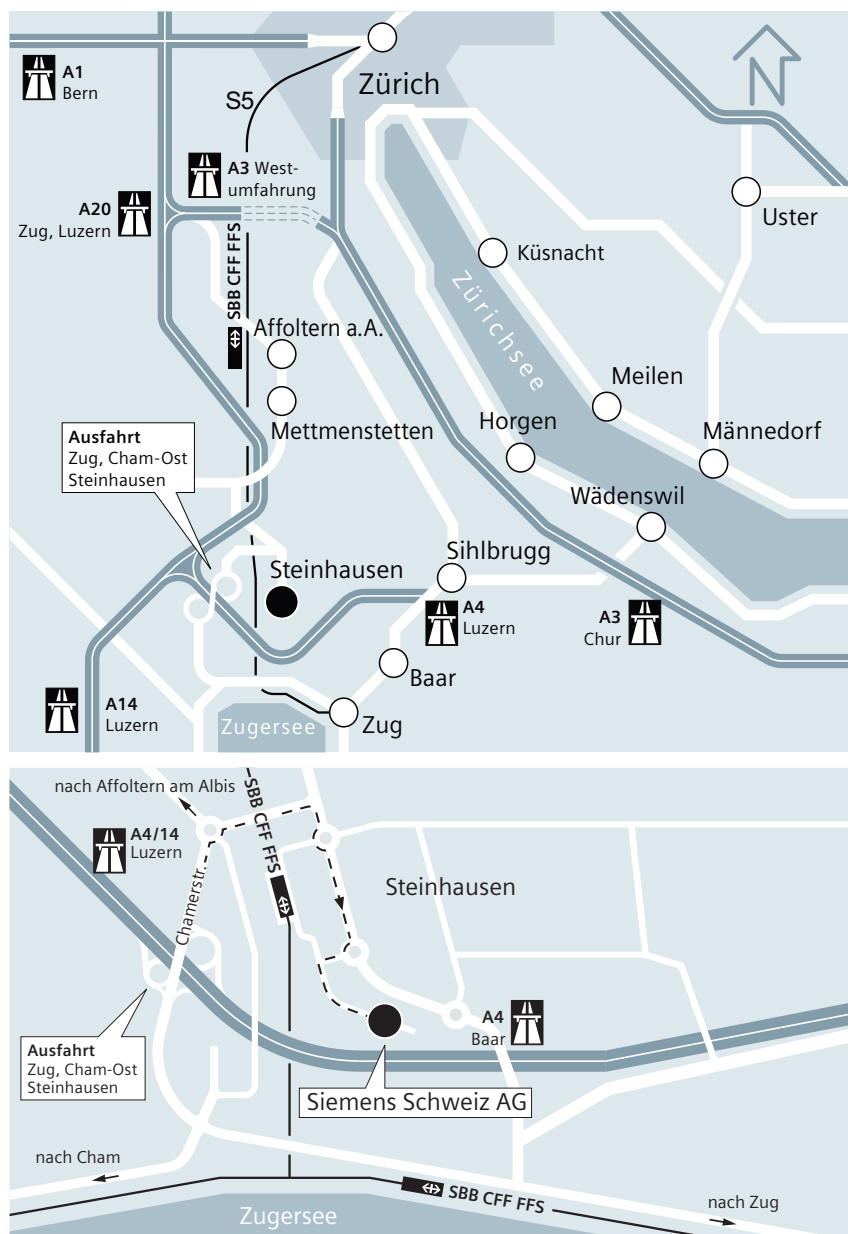 A1
Bern
Zürich
S5
N
A3 West-
umfahrung
A20
Zug, Luzern
Uster
Küsnacht
SBB CFF FFS
Zürichsee
Affoltern a.A.
Meilen
Mettmenstetten
Horgen
Männedorf
Ausfahrt
Zug, Cham-Ost
Steinhausen
Wädenswil
Sihlbrugg
Steinhausen
A4
Luzern
A3
Chur
Baar
A14
Luzern
Zugersee
Zug
nach Affoltern am Albis
SBB CFF FFS
A4/14
Luzern
Chamerstr.
Steinhausen
A4
Baar
Ausfahrt
Zug, Cham-Ost
Steinhausen
Siemens Schweiz AG
nach Cham
SBB CFF FFS
nach Zug
Zugersee